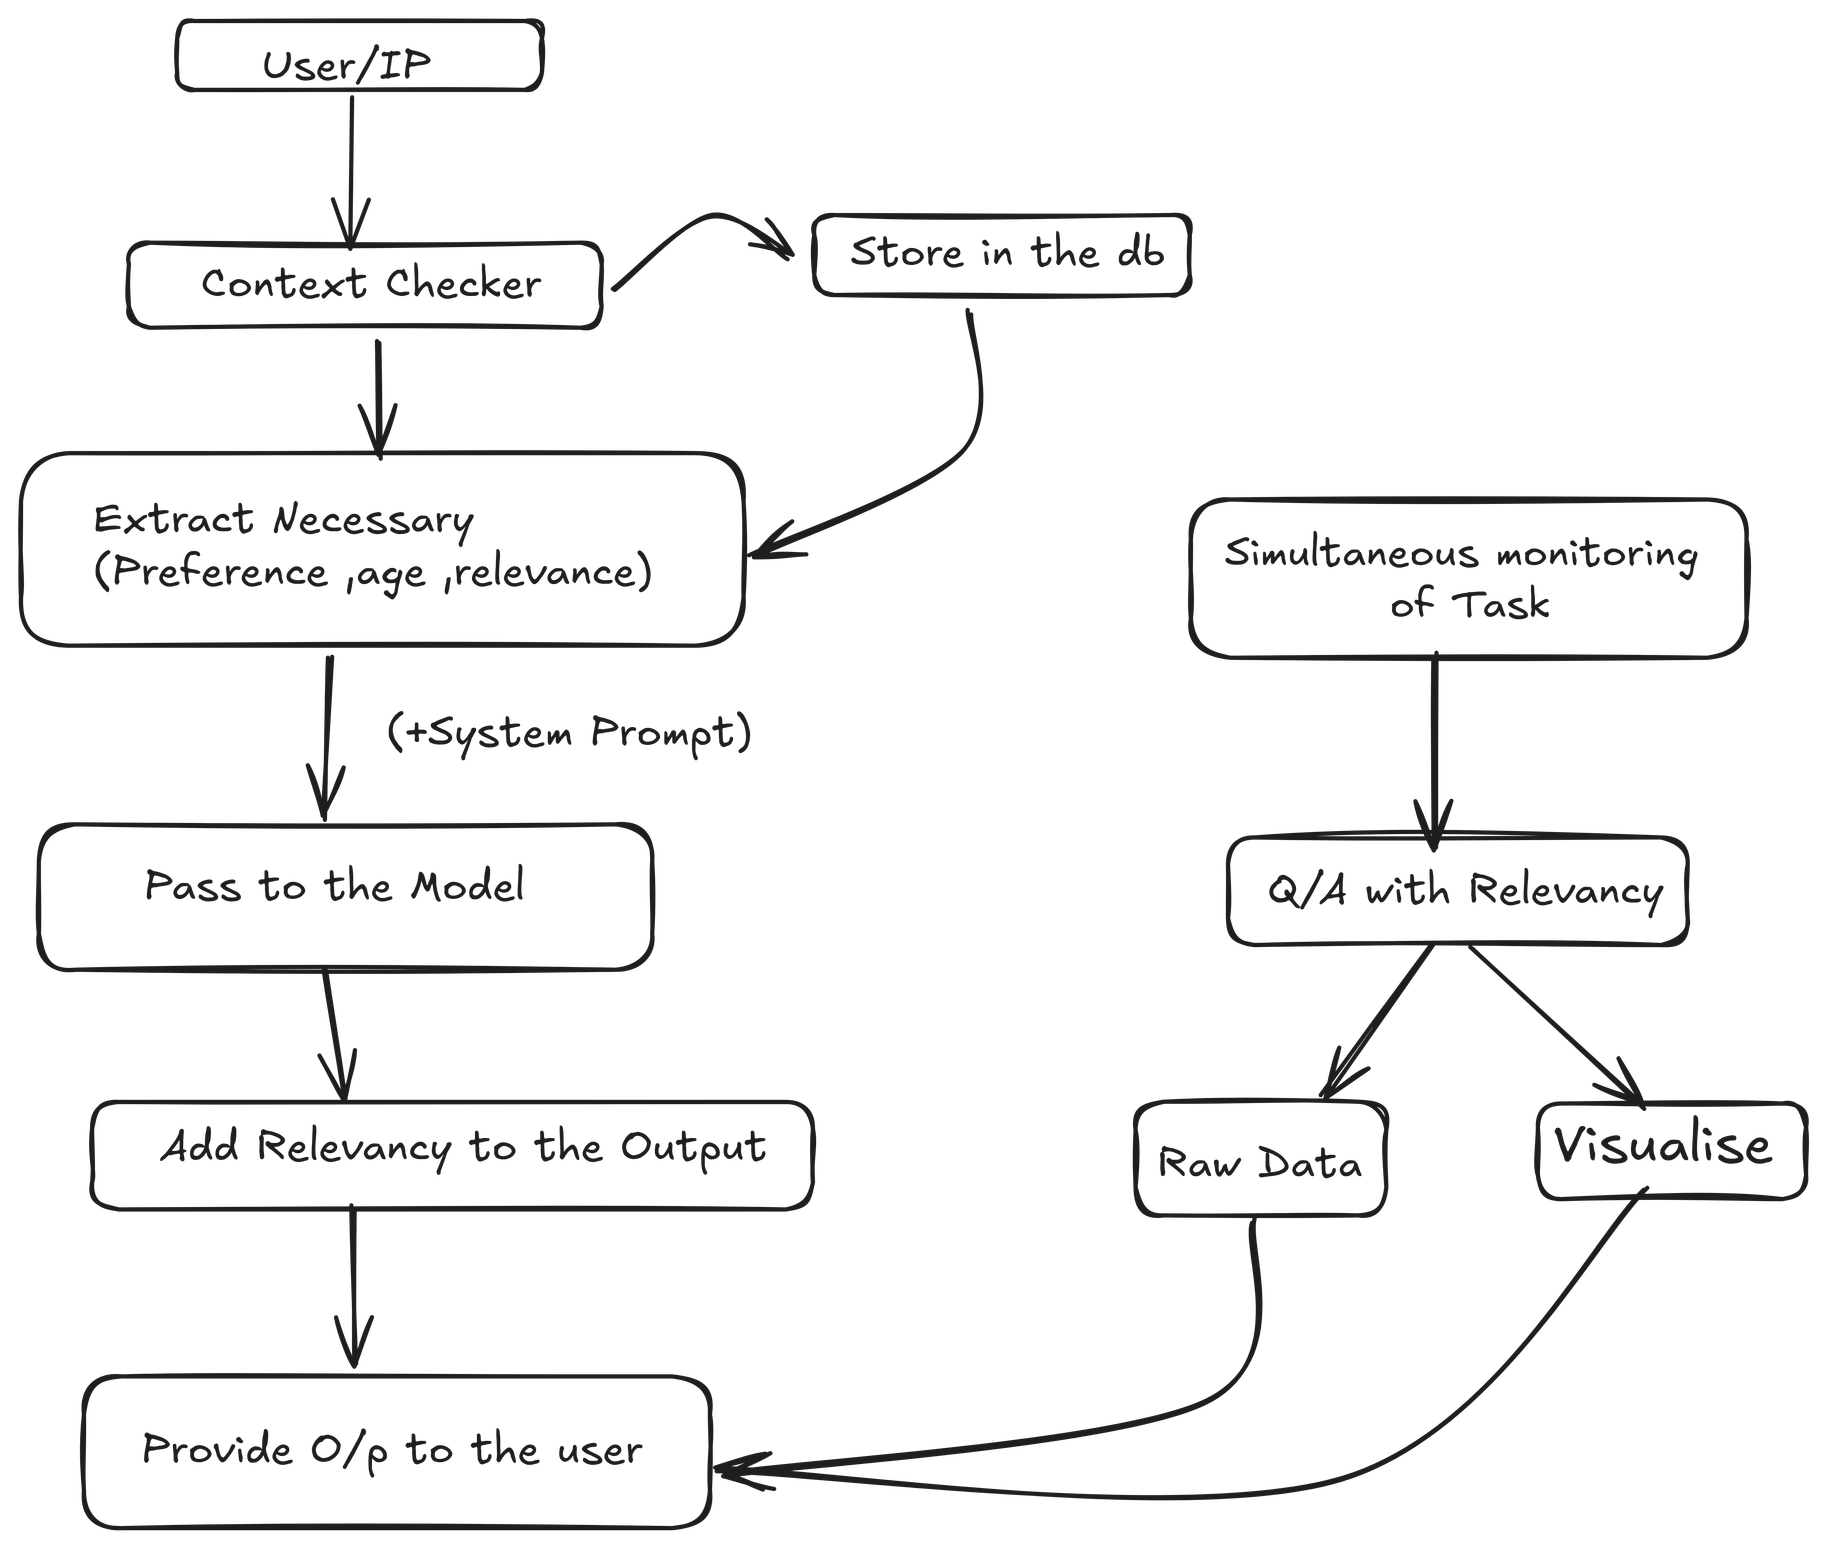 User/IP
Context Checker
Store in the db
Extract Necessary
(Preference ,age ,relevance)
Simultaneous monitoring
of Task
(+System Prompt)
Pass to the Model
Q/A with Relevancy
Add Relevancy to the Output
Raw Data
Visualise
Provide O/p to the user